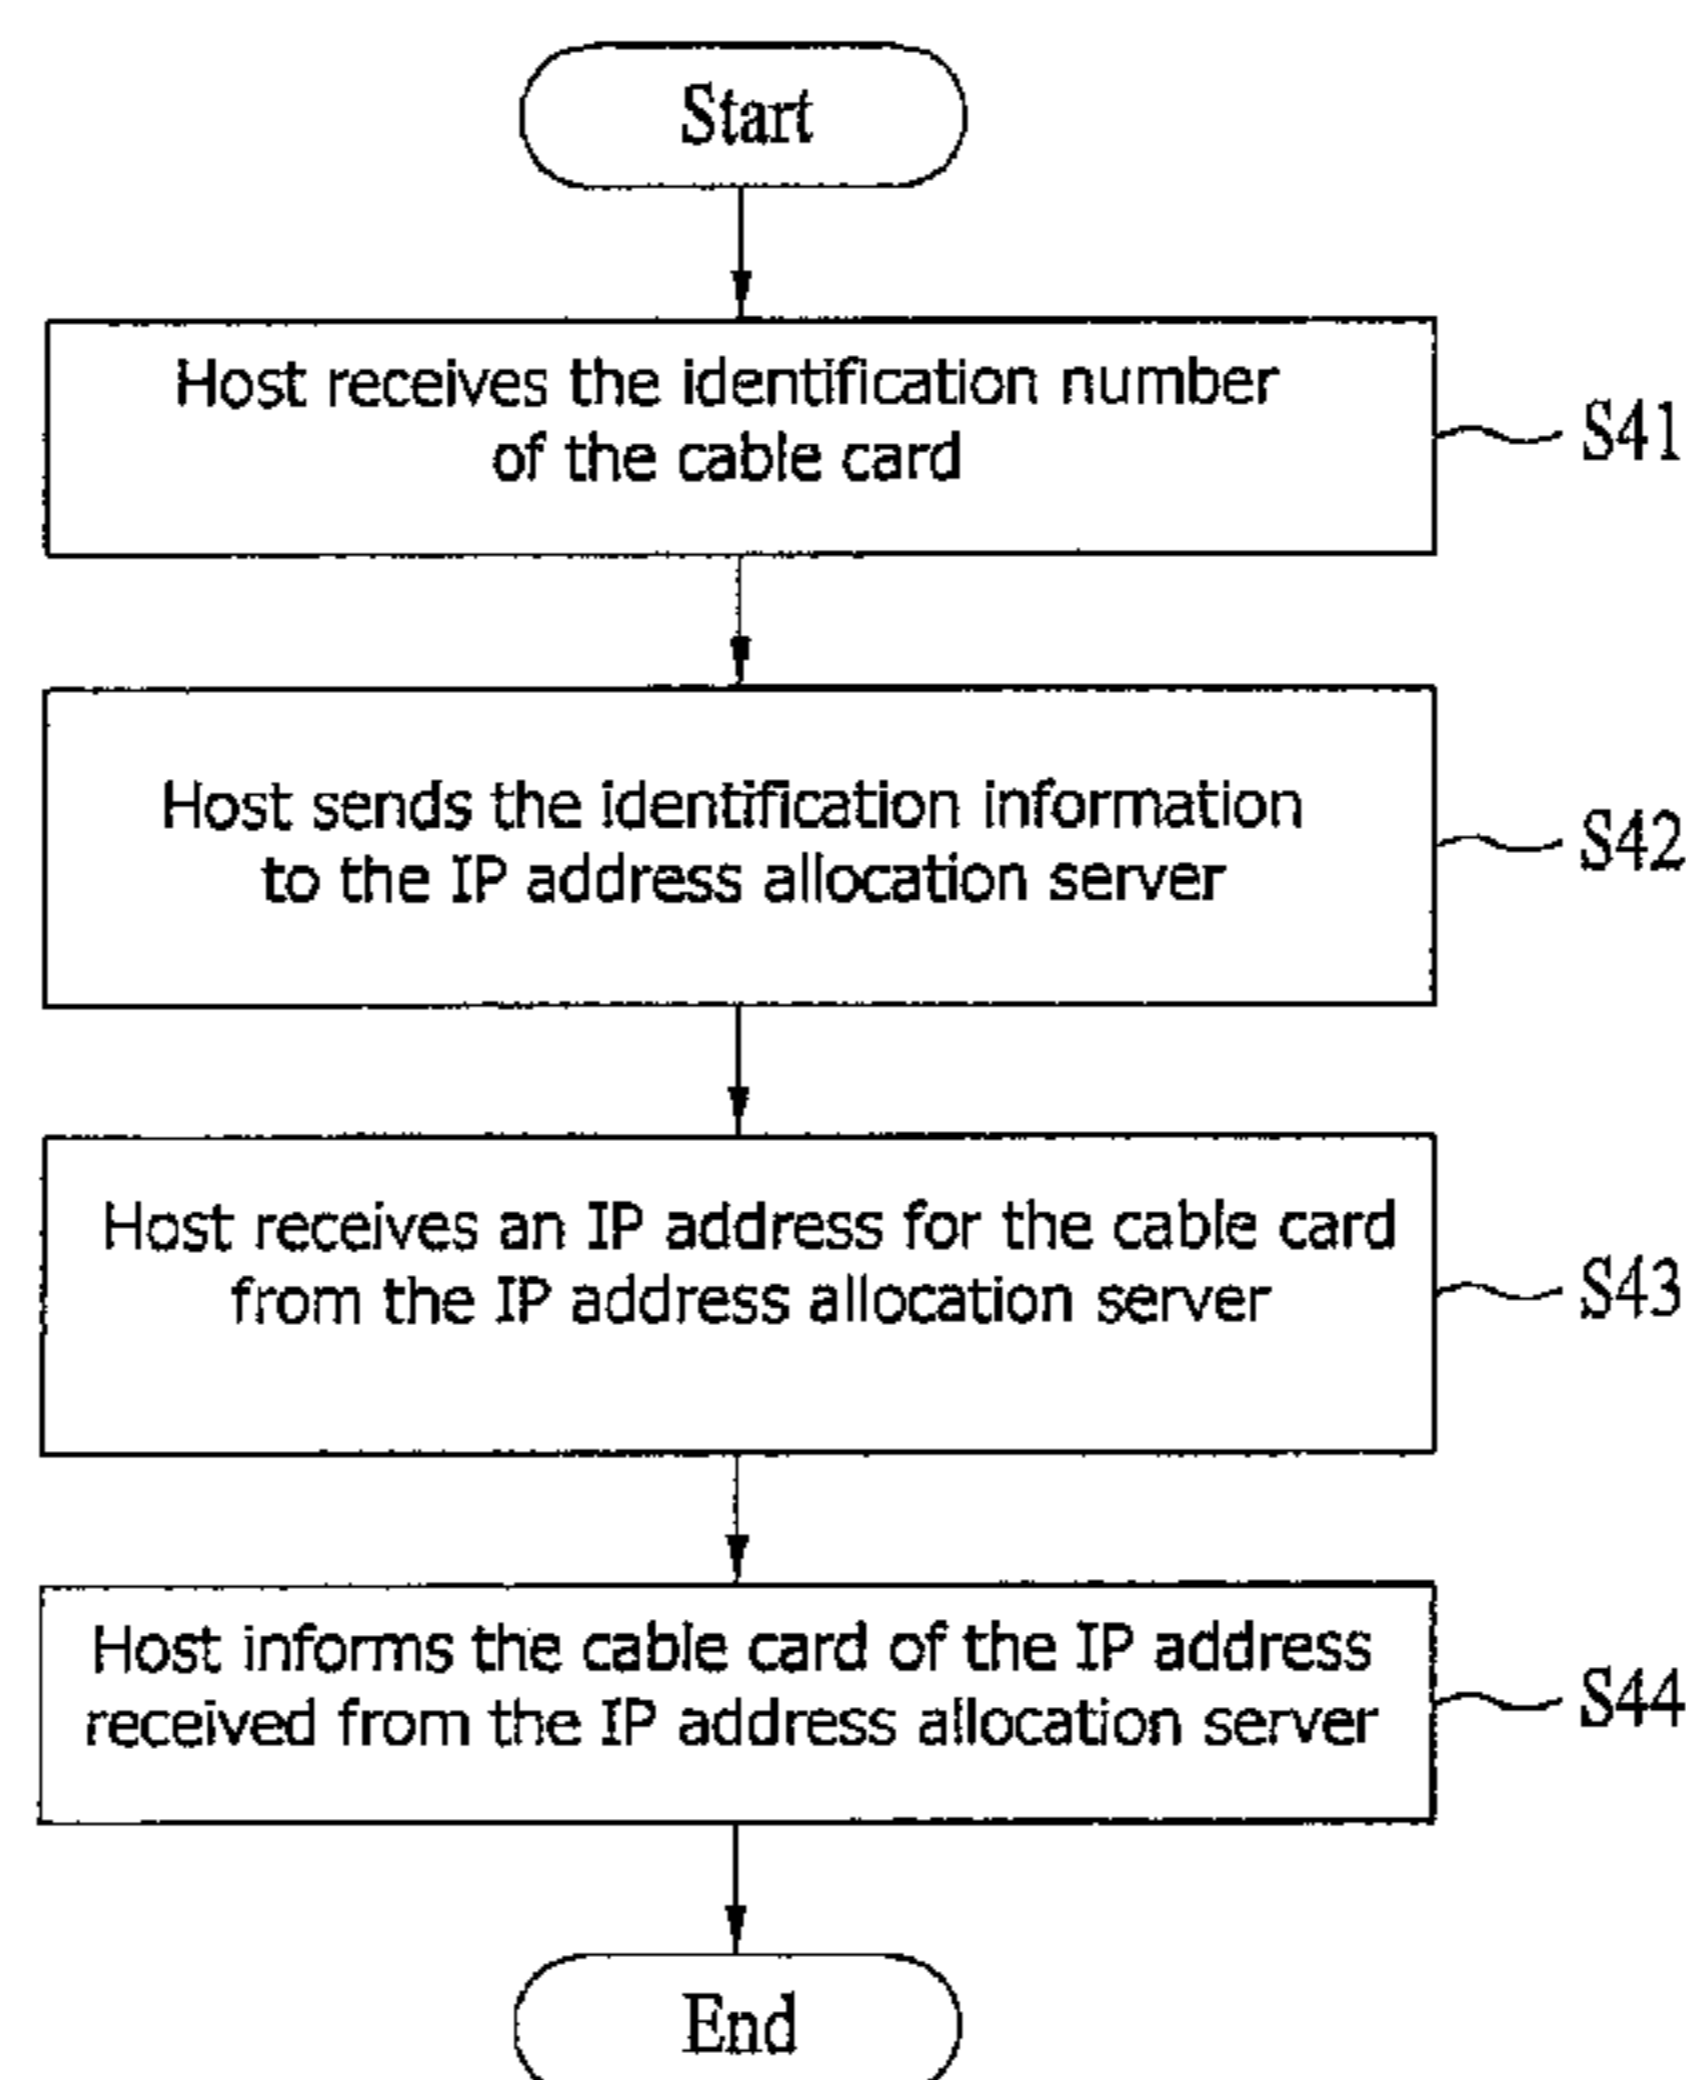 Start
Host receives the identification number
of the cable card
S41
Host sends the identification information
to the IP address allocation server
S42
Host receives an IP address for the cable card
from the IP address allocation server
S43
Host informs the cable card of the IP address
received from the IP address allocation server
S44
End